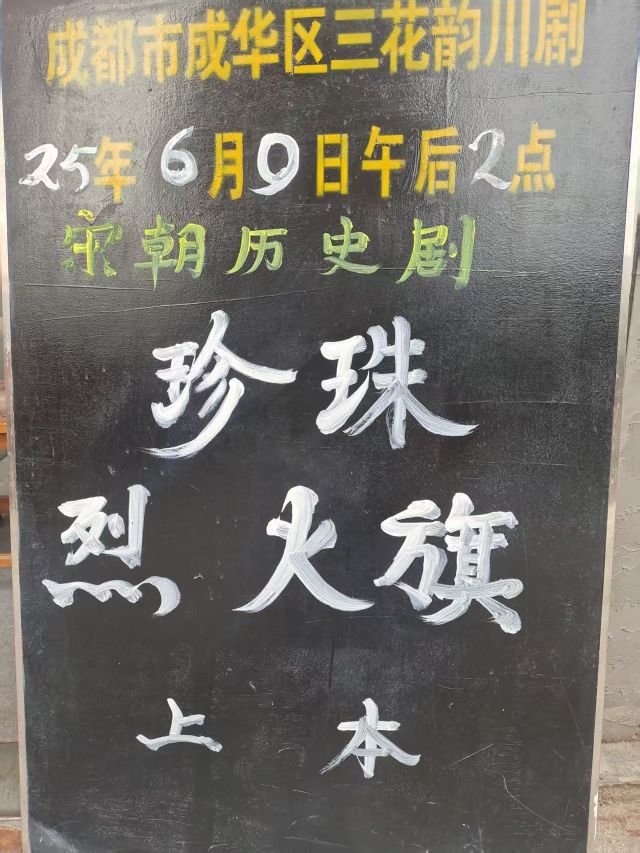 成都市成华区三花韵川剧
25年6月9日午后2点
宋朝历史剧
珍珠
烈火旗
上本